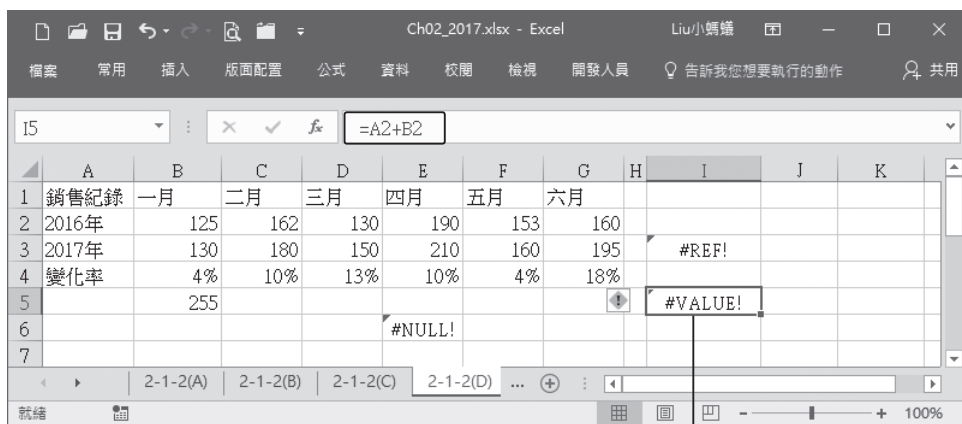 Ch02_2017.xlsx - Excel Liu小螞蟻
檔案 常用 插入 版面配置 公式 資料 校閱 檢視 開發人員 告訴我您想要執行的動作 共用
I5 fx =A2+B2
A B C D E F G H I J K
1 銷售紀錄 一月 二月 三月 四月 五月 六月
2 2016年 125 162 130 190 153 160
3 2017年 130 180 150 210 160 195 #REF!
4 變化率 4% 10% 13% 10% 4% 18%
5 255 #VALUE!
6 #NULL!
7
2-1-2(A) 2-1-2(B) 2-1-2(C) 2-1-2(D) ...
就緒 100%